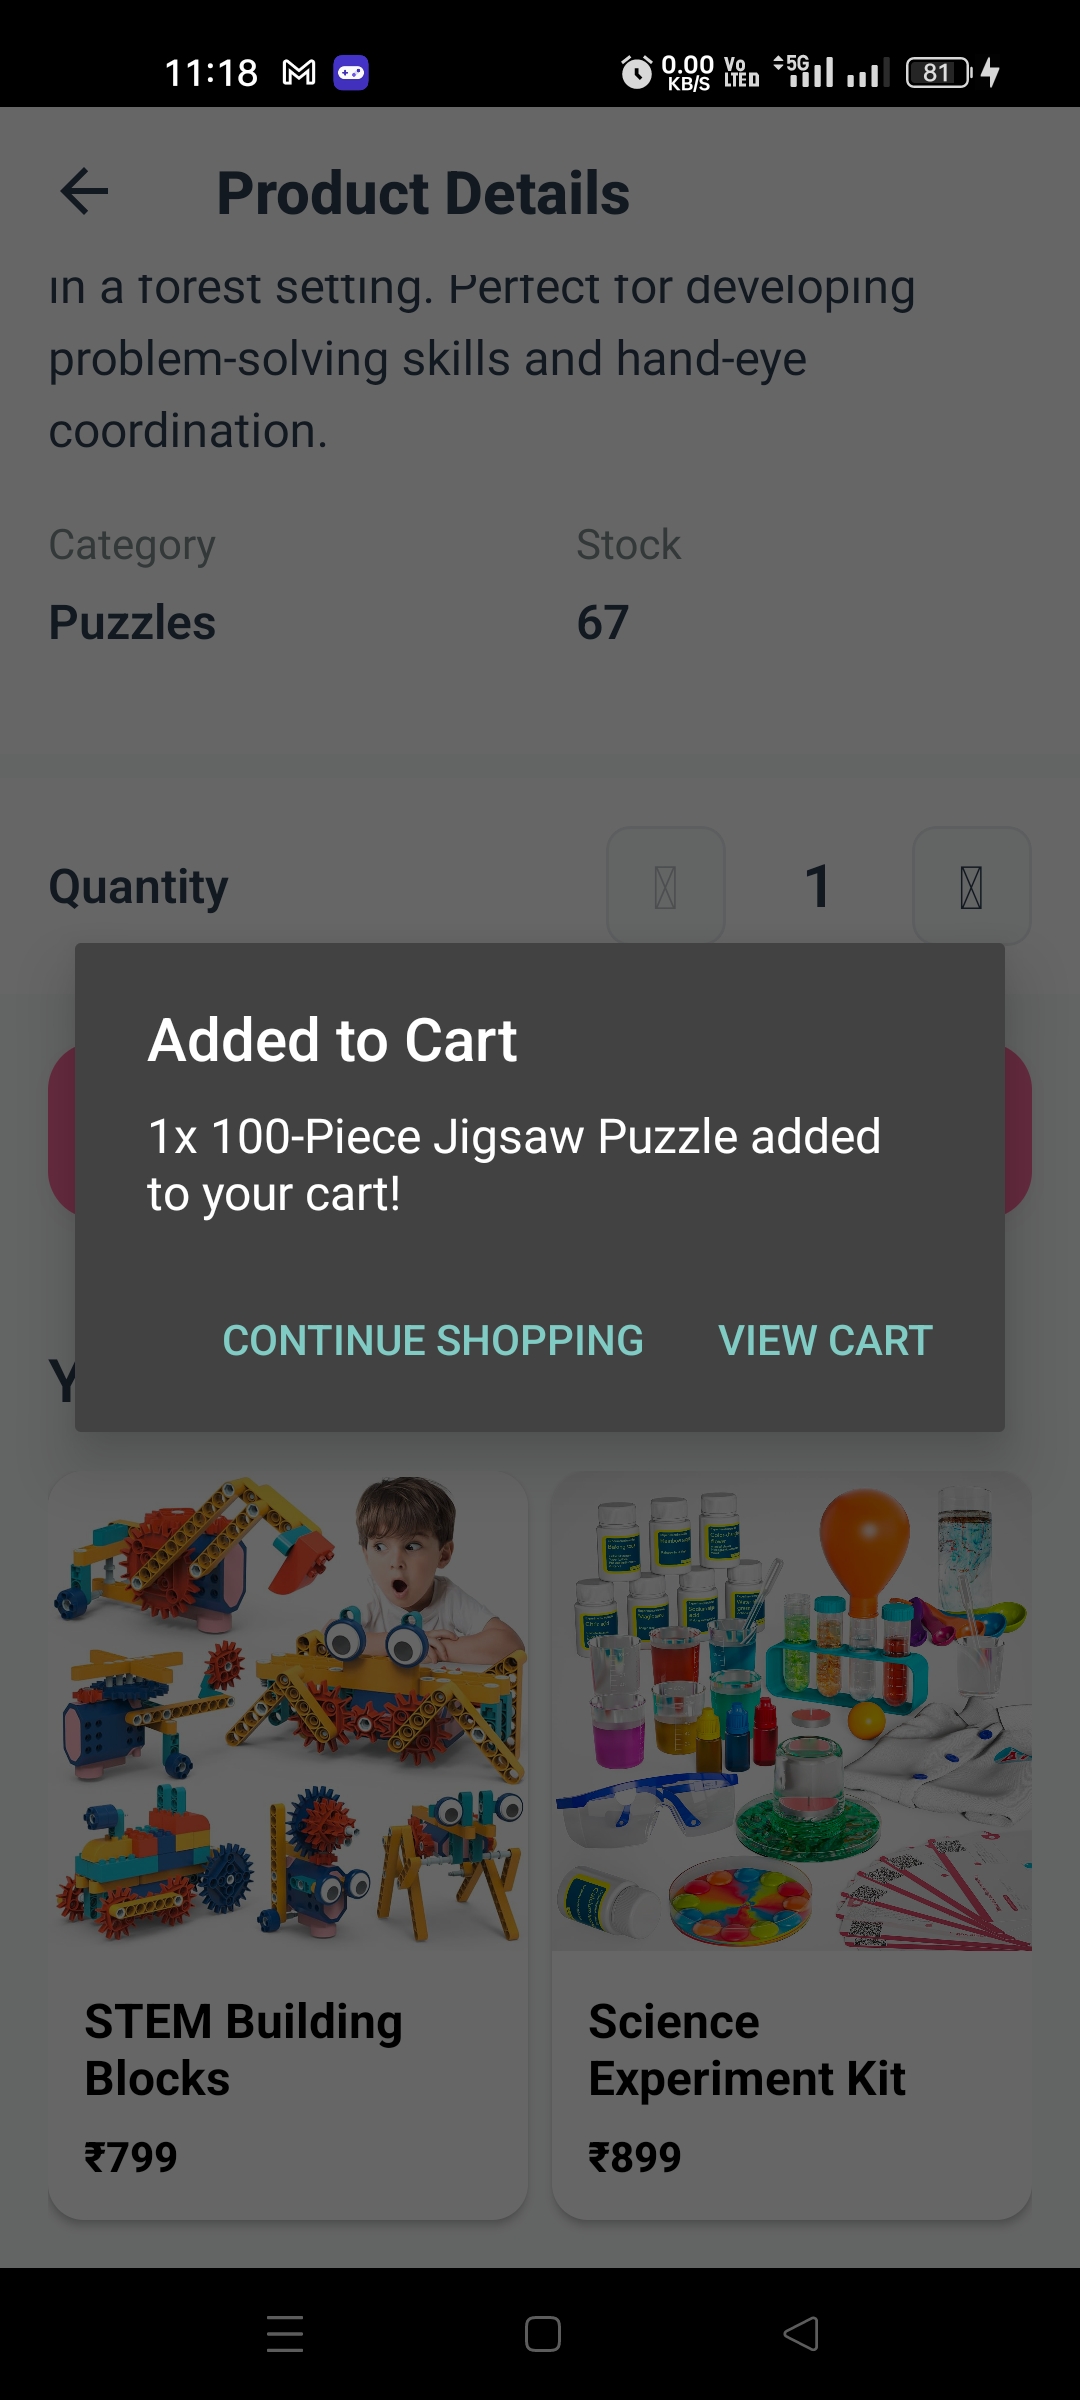 11:18
0.00
KB/S
Vo
LTE
5G
81
Product Details
in a forest setting. Perfect for developing
problem-solving skills and hand-eye
coordination.
Category
Stock
Puzzles
67
Quantity
1
Added to Cart
1x 100-Piece Jigsaw Puzzle added
to your cart!
CONTINUE SHOPPING
VIEW CART
Y
STEM Building
Blocks
₹799
Science
Experiment Kit
₹899